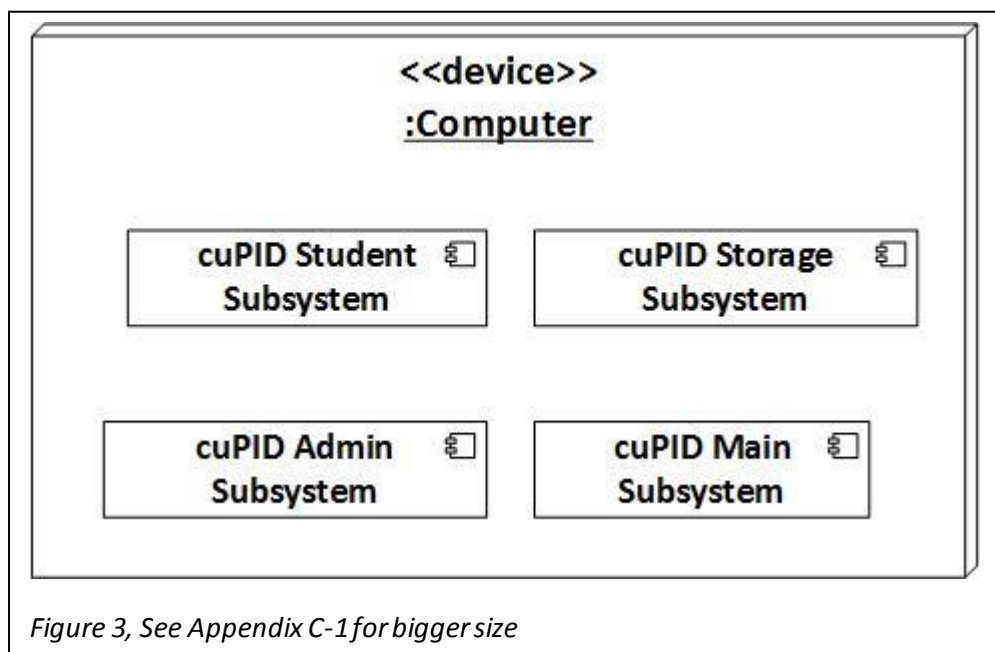 <<device>>
:Computer
cuPID Student
Subsystem
cuPID Storage
Subsystem
cuPID Admin
Subsystem
cuPID Main
Subsystem
Figure 3, See Appendix C-1 for bigger size